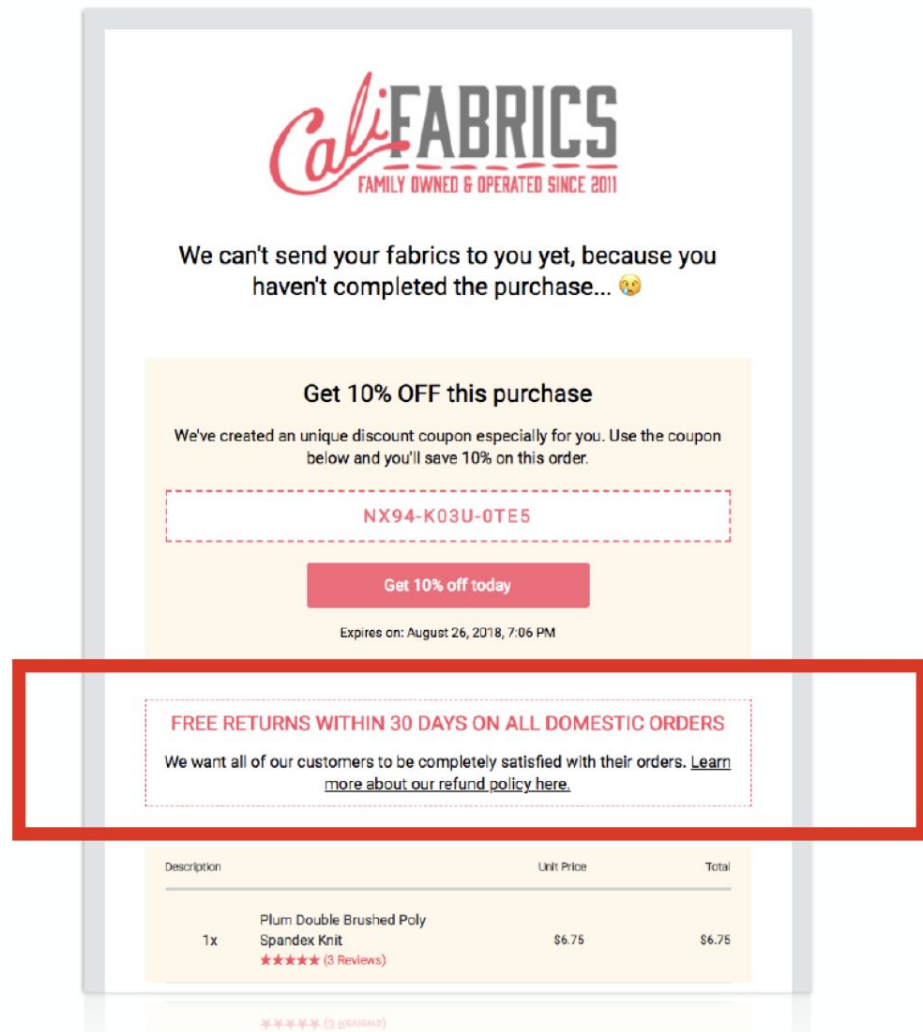 Cali FABRICS
FAMILY OWNED & OPERATED SINCE 2011
We can't send your fabrics to you yet, because you
haven't completed the purchase... 😢
Get 10% OFF this purchase
We've created an unique discount coupon especially for you. Use the coupon
below and you'll save 10% on this order.
NX94-K03U-0TE5
Get 10% off today
Expires on: August 26, 2018, 7:06 PM
FREE RETURNS WITHIN 30 DAYS ON ALL DOMESTIC ORDERS
We want all of our customers to be completely satisfied with their orders. Learn
more about our refund policy here.
Description Unit Price Total
Plum Double Brushed Poly
1x Spandex Knit $6.75 $6.75
★★★★★ (3 Reviews)